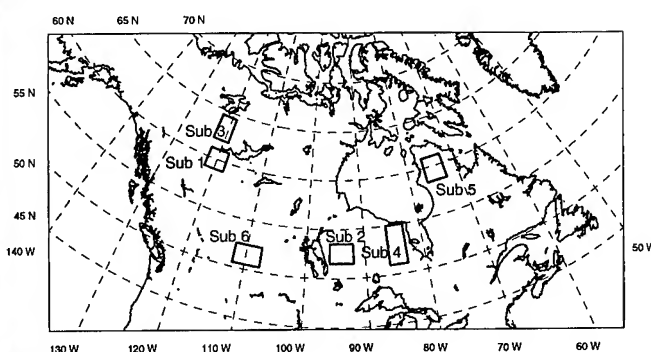 60 N 65 N 70 N
55 N
Sub 3
Sub 1
50 N
Sub 5
45 N
Sub 6 Sub 2
Sub 4
140 W 50 W
130 W 120 W 110 W 100 W 90 W 80 W 70 W 60 W